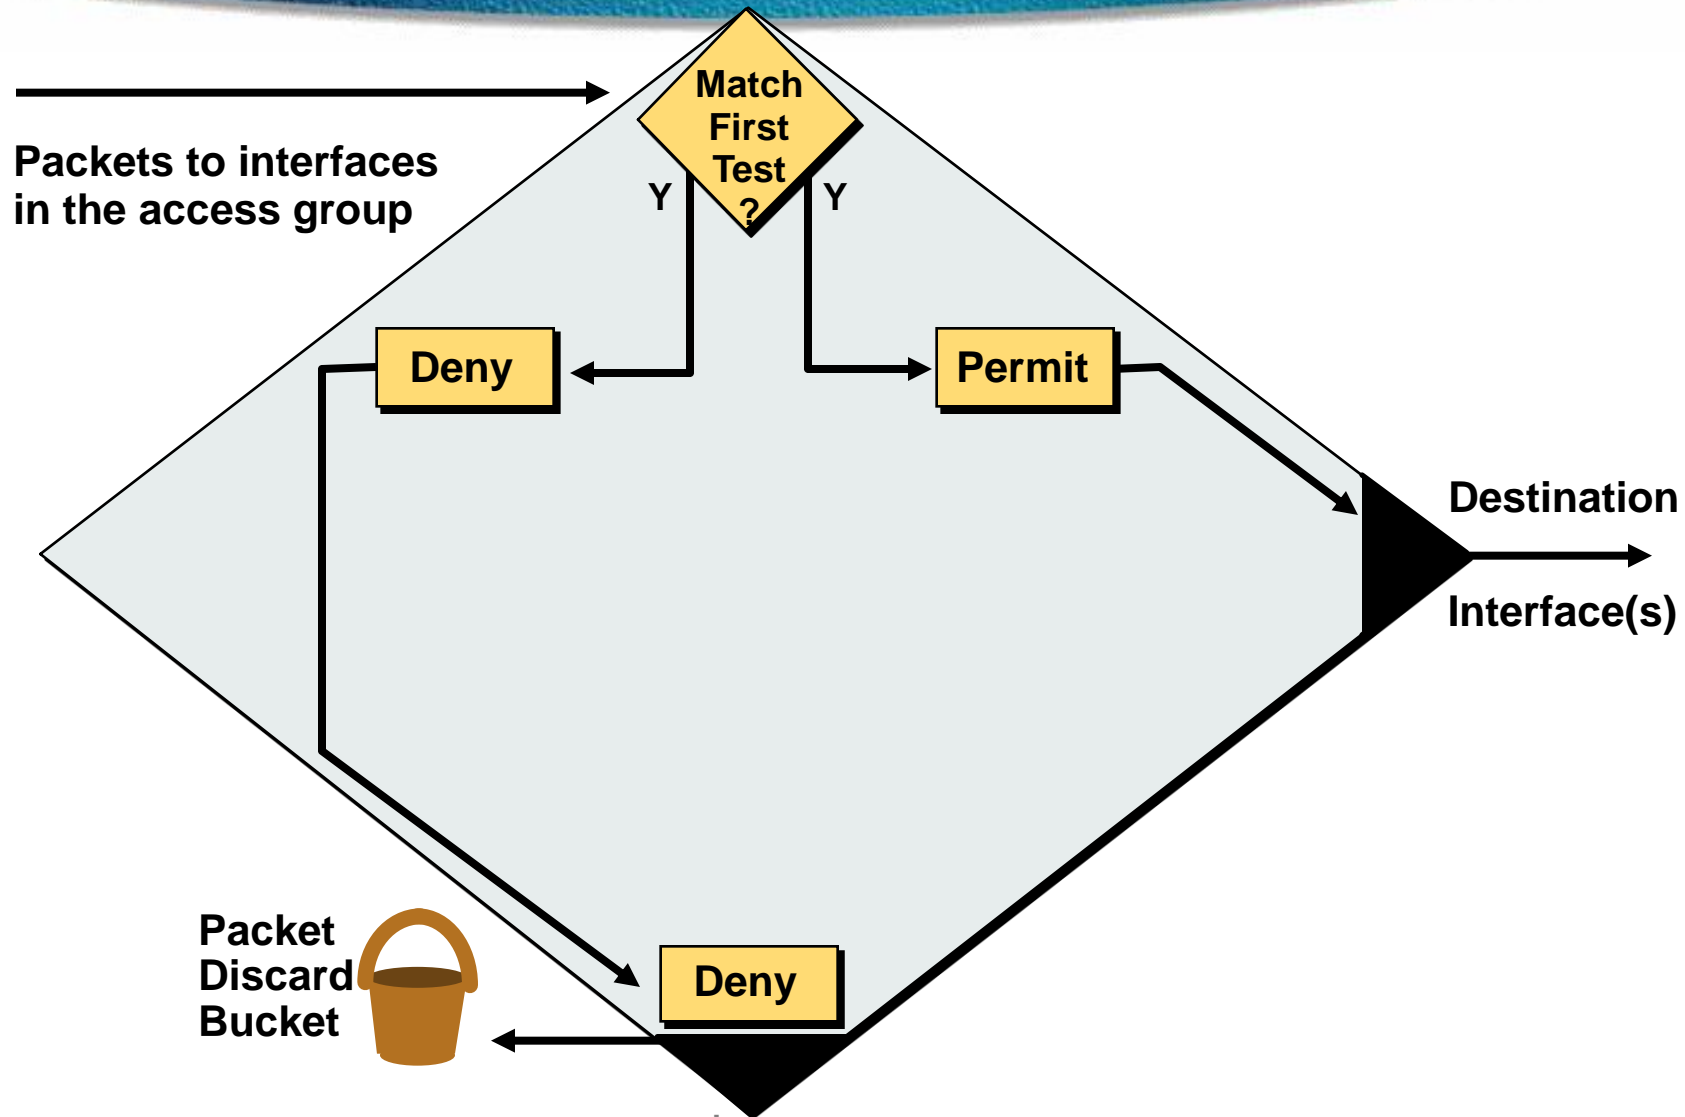 Match
First
Test
?
Packets to interfaces
in the access group
Y
Y
Deny
Permit
Destination
Interface(s)
Packet
Discard
Bucket
Deny